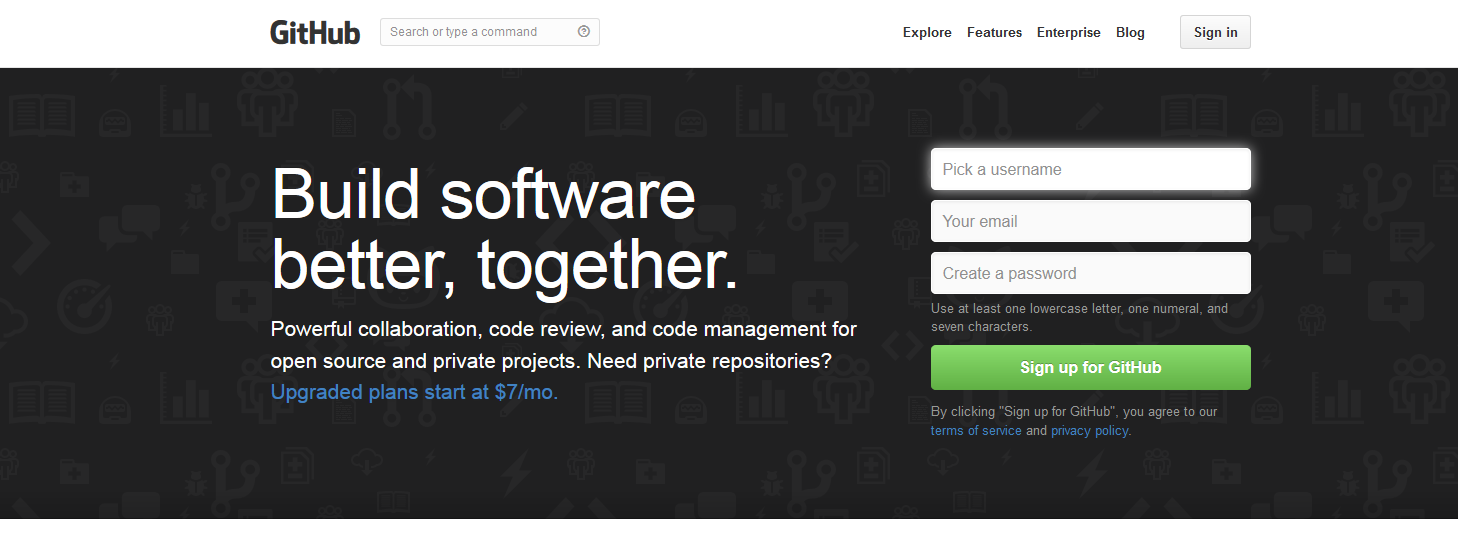 GitHub
Search or type a command
Explore
Features
Enterprise
Blog
Sign in
Build software
better, together.
Powerful collaboration, code review, and code management for
open source and private projects. Need private repositories?
Upgraded plans start at $7/mo.
Pick a username
Your email
Create a password
Use at least one lowercase letter, one numeral, and
seven characters.
Sign up for GitHub
By clicking "Sign up for GitHub", you agree to our
terms of service and privacy policy.